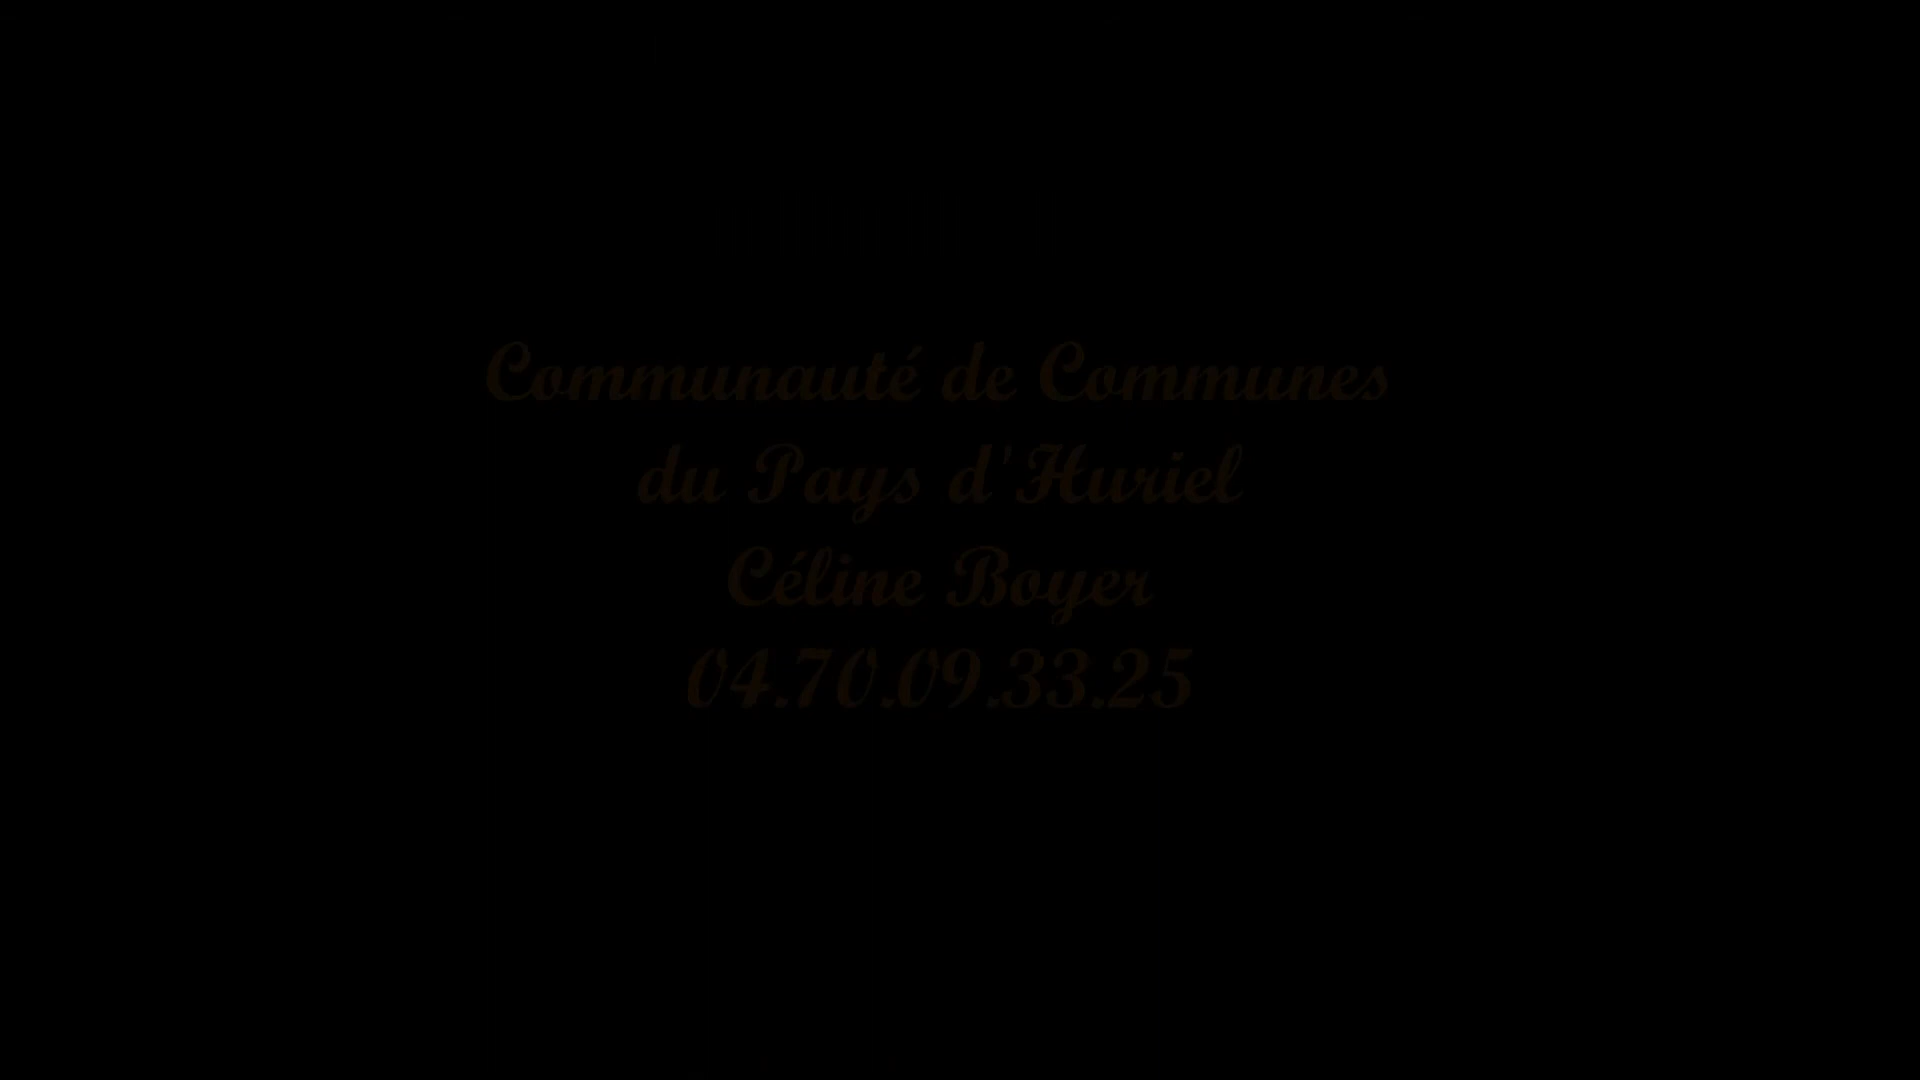 Communauté de Communes
du Pays d'Huriel
Céline Boyer
04.70.09.33.25